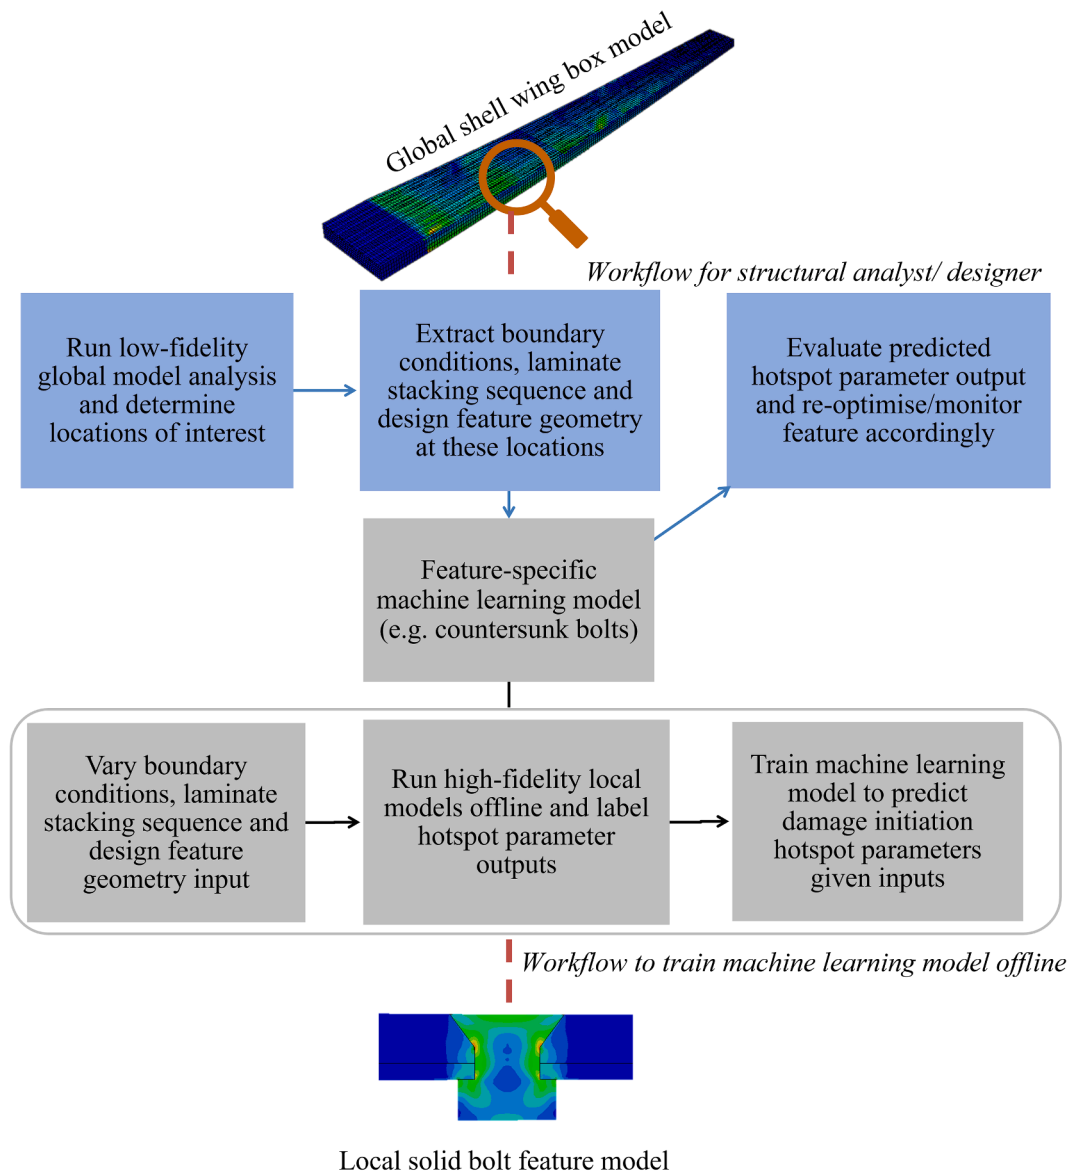 Global shell wing box model
Workflow for structural analyst/ designer
Run low-fidelity
global model analysis
and determine
locations of interest
Extract boundary
conditions, laminate
stacking sequence and
design feature geometry
at these locations
Evaluate predicted
hotspot parameter output
and re-optimise/monitor
feature accordingly
Feature-specific
machine learning model
(e.g. countersunk bolts)
Vary boundary
conditions, laminate
stacking sequence and
design feature
geometry input
Run high-fidelity local
models offline and label
hotspot parameter
outputs
Train machine learning
model to predict
damage initiation
hotspot parameters
given inputs
Workflow to train machine learning model offline
Local solid bolt feature model